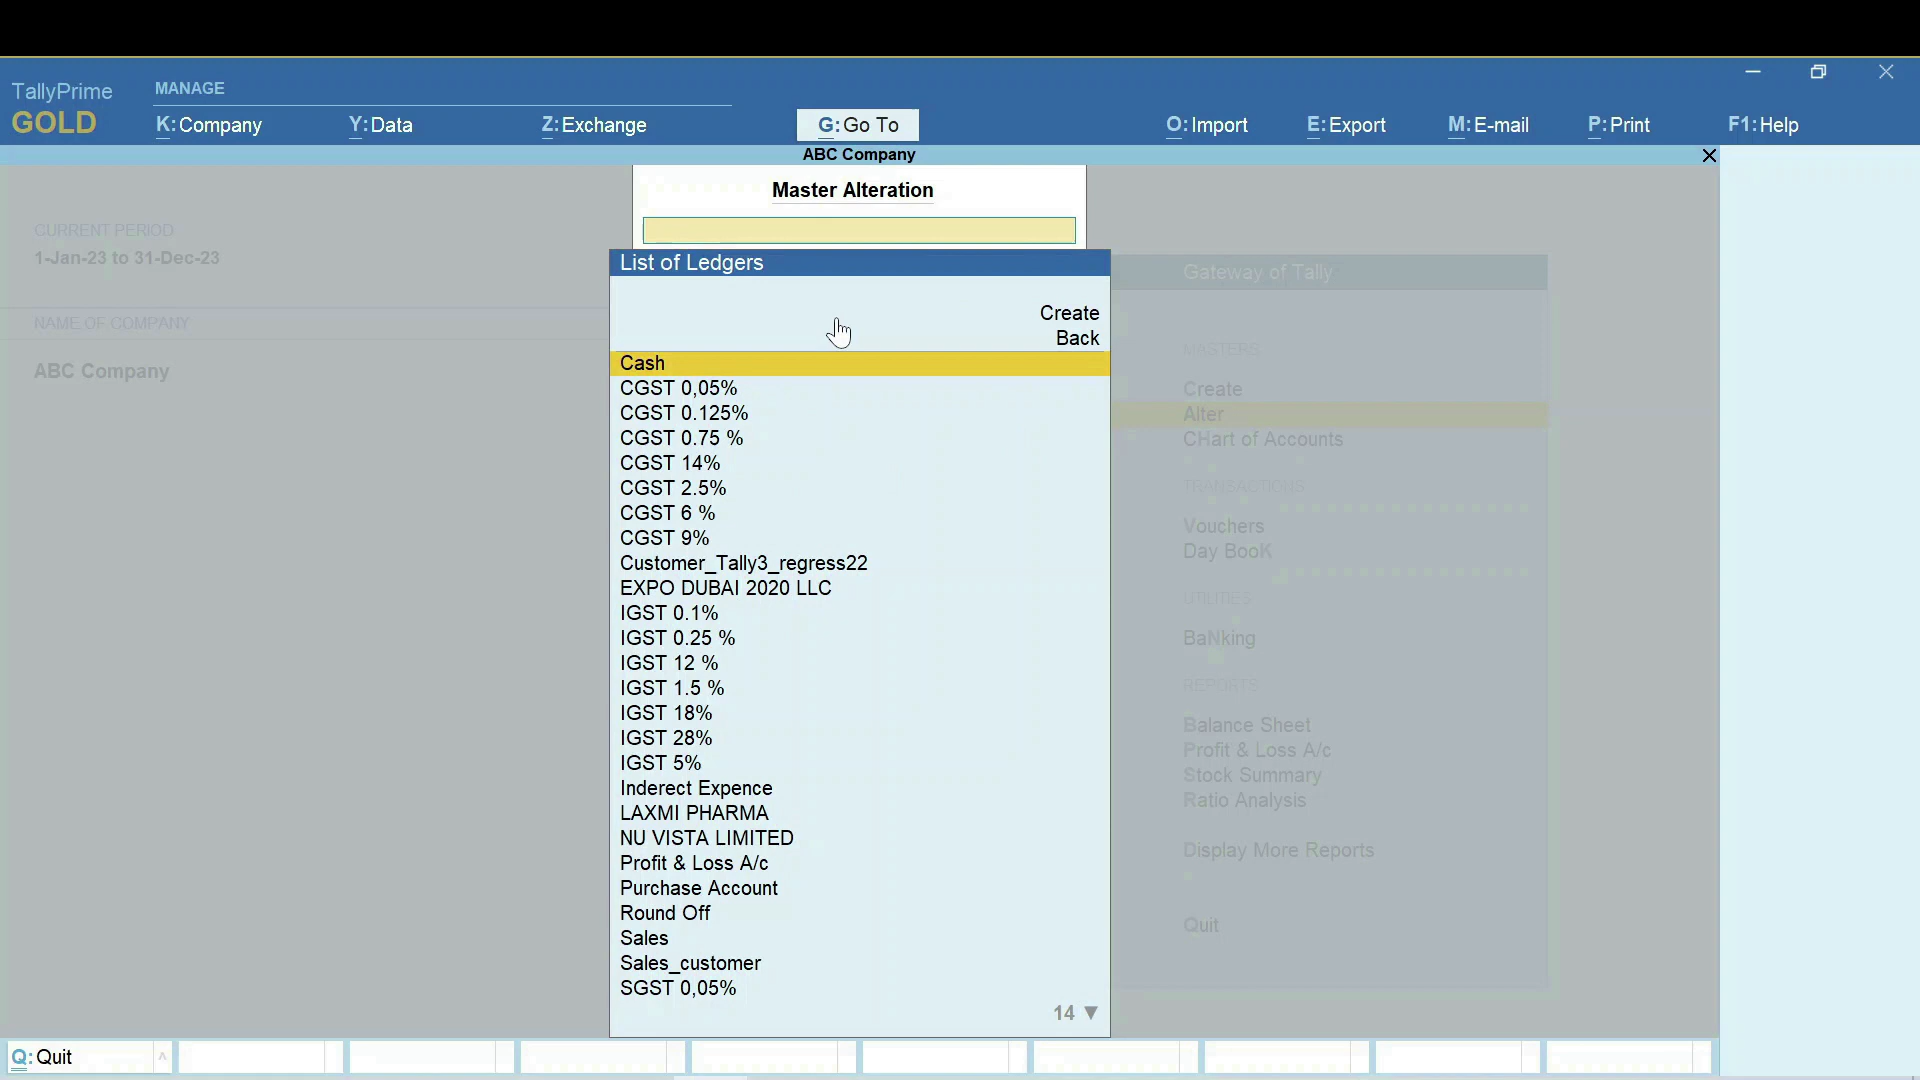 TallyPrime
GOLD
MANAGE
K:Company
Y:Data
Z:Exchange
G:Go To
O:Import
E:Export
M:E-mail
P:Print
F1:Help
ABC Company
CURRENT PERIOD
1-Jan-23 to 31-Dec-23
NAME OF COMPANY
ABC Company
Master Alteration
List of Ledgers
Create
Back
Cash
CGST 0,05%
CGST 0.125%
CGST 0.75 %
CGST 14%
CGST 2.5%
CGST 6 %
CGST 9%
Customer_Tally3_regress22
EXPO DUBAI 2020 LLC
IGST 0.1%
IGST 0.25 %
IGST 12 %
IGST 1.5 %
IGST 18%
IGST 28%
IGST 5%
Inderect Expence
LAXMI PHARMA
NU VISTA LIMITED
Profit & Loss A/c
Purchase Account
Round Off
Sales
Sales_customer
SGST 0,05%
14 ▼
Gateway of Tally
MASTERS
Create
Alter
CHart of Accounts
TRANSACTIONS
Vouchers
Day BooK
UTILITIES
BaNking
REPORTS
Balance Sheet
Profit & Loss A/c
Stock Summary
Ratio Analysis
Display More Reports
Quit
Q:Quit